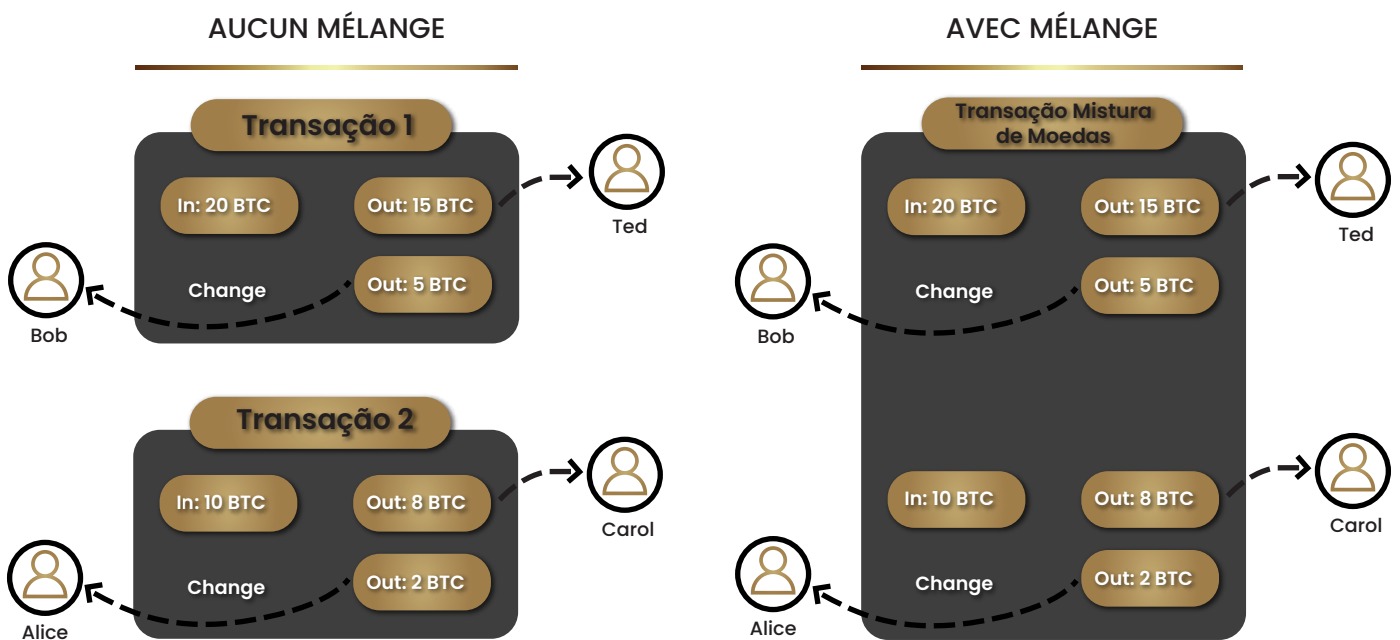 AUCUN MÉLANGE
Transação 1
In: 20 BTC
Out: 15 BTC
Ted
Out: 5 BTC
Change
Bob
Transação 2
In: 10 BTC
Out: 8 BTC
Carol
Out: 2 BTC
Change
Alice
AVEC MÉLANGE
Transação Mistura
de Moedas
In: 20 BTC
Out: 15 BTC
Ted
Out: 5 BTC
Change
Bob
In: 10 BTC
Out: 8 BTC
Carol
Out: 2 BTC
Change
Alice